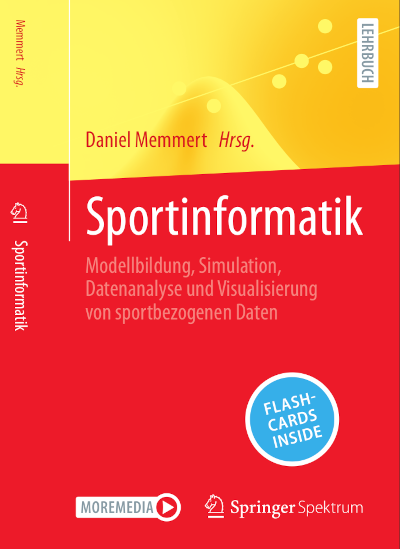 Memmert Hrsg.
Sportinformatik
LEHRBUCH
Daniel Memmert Hrsg.
Sportinformatik
Modellbildung, Simulation,
Datenanalyse und Visualisierung
von sportbezogenen Daten
FLASH-
CARDS
INSIDE
MOREMEDIA
Springer Spektrum